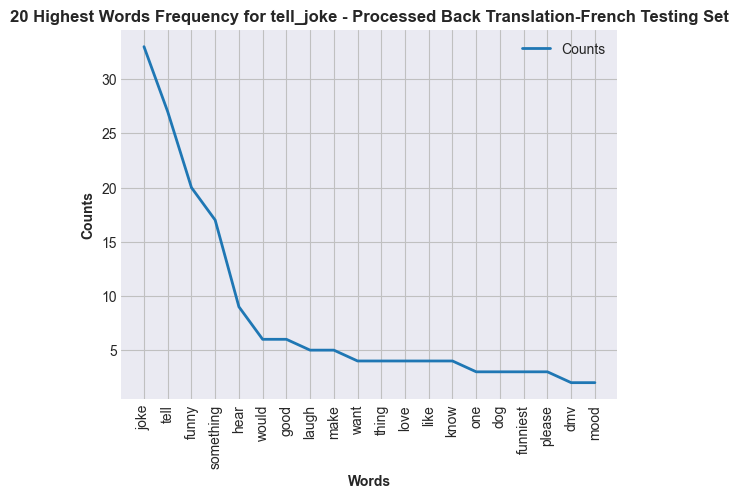 20 Highest Words Frequency for tell_joke - Processed Back Translation-French Testing Set
Counts
30
25
20
15
10
5
Counts
joke
tell
funny
something
hear
would
good
laugh
make
want
thing
love
like
know
one
dog
funniest
please
dmv
mood
Words